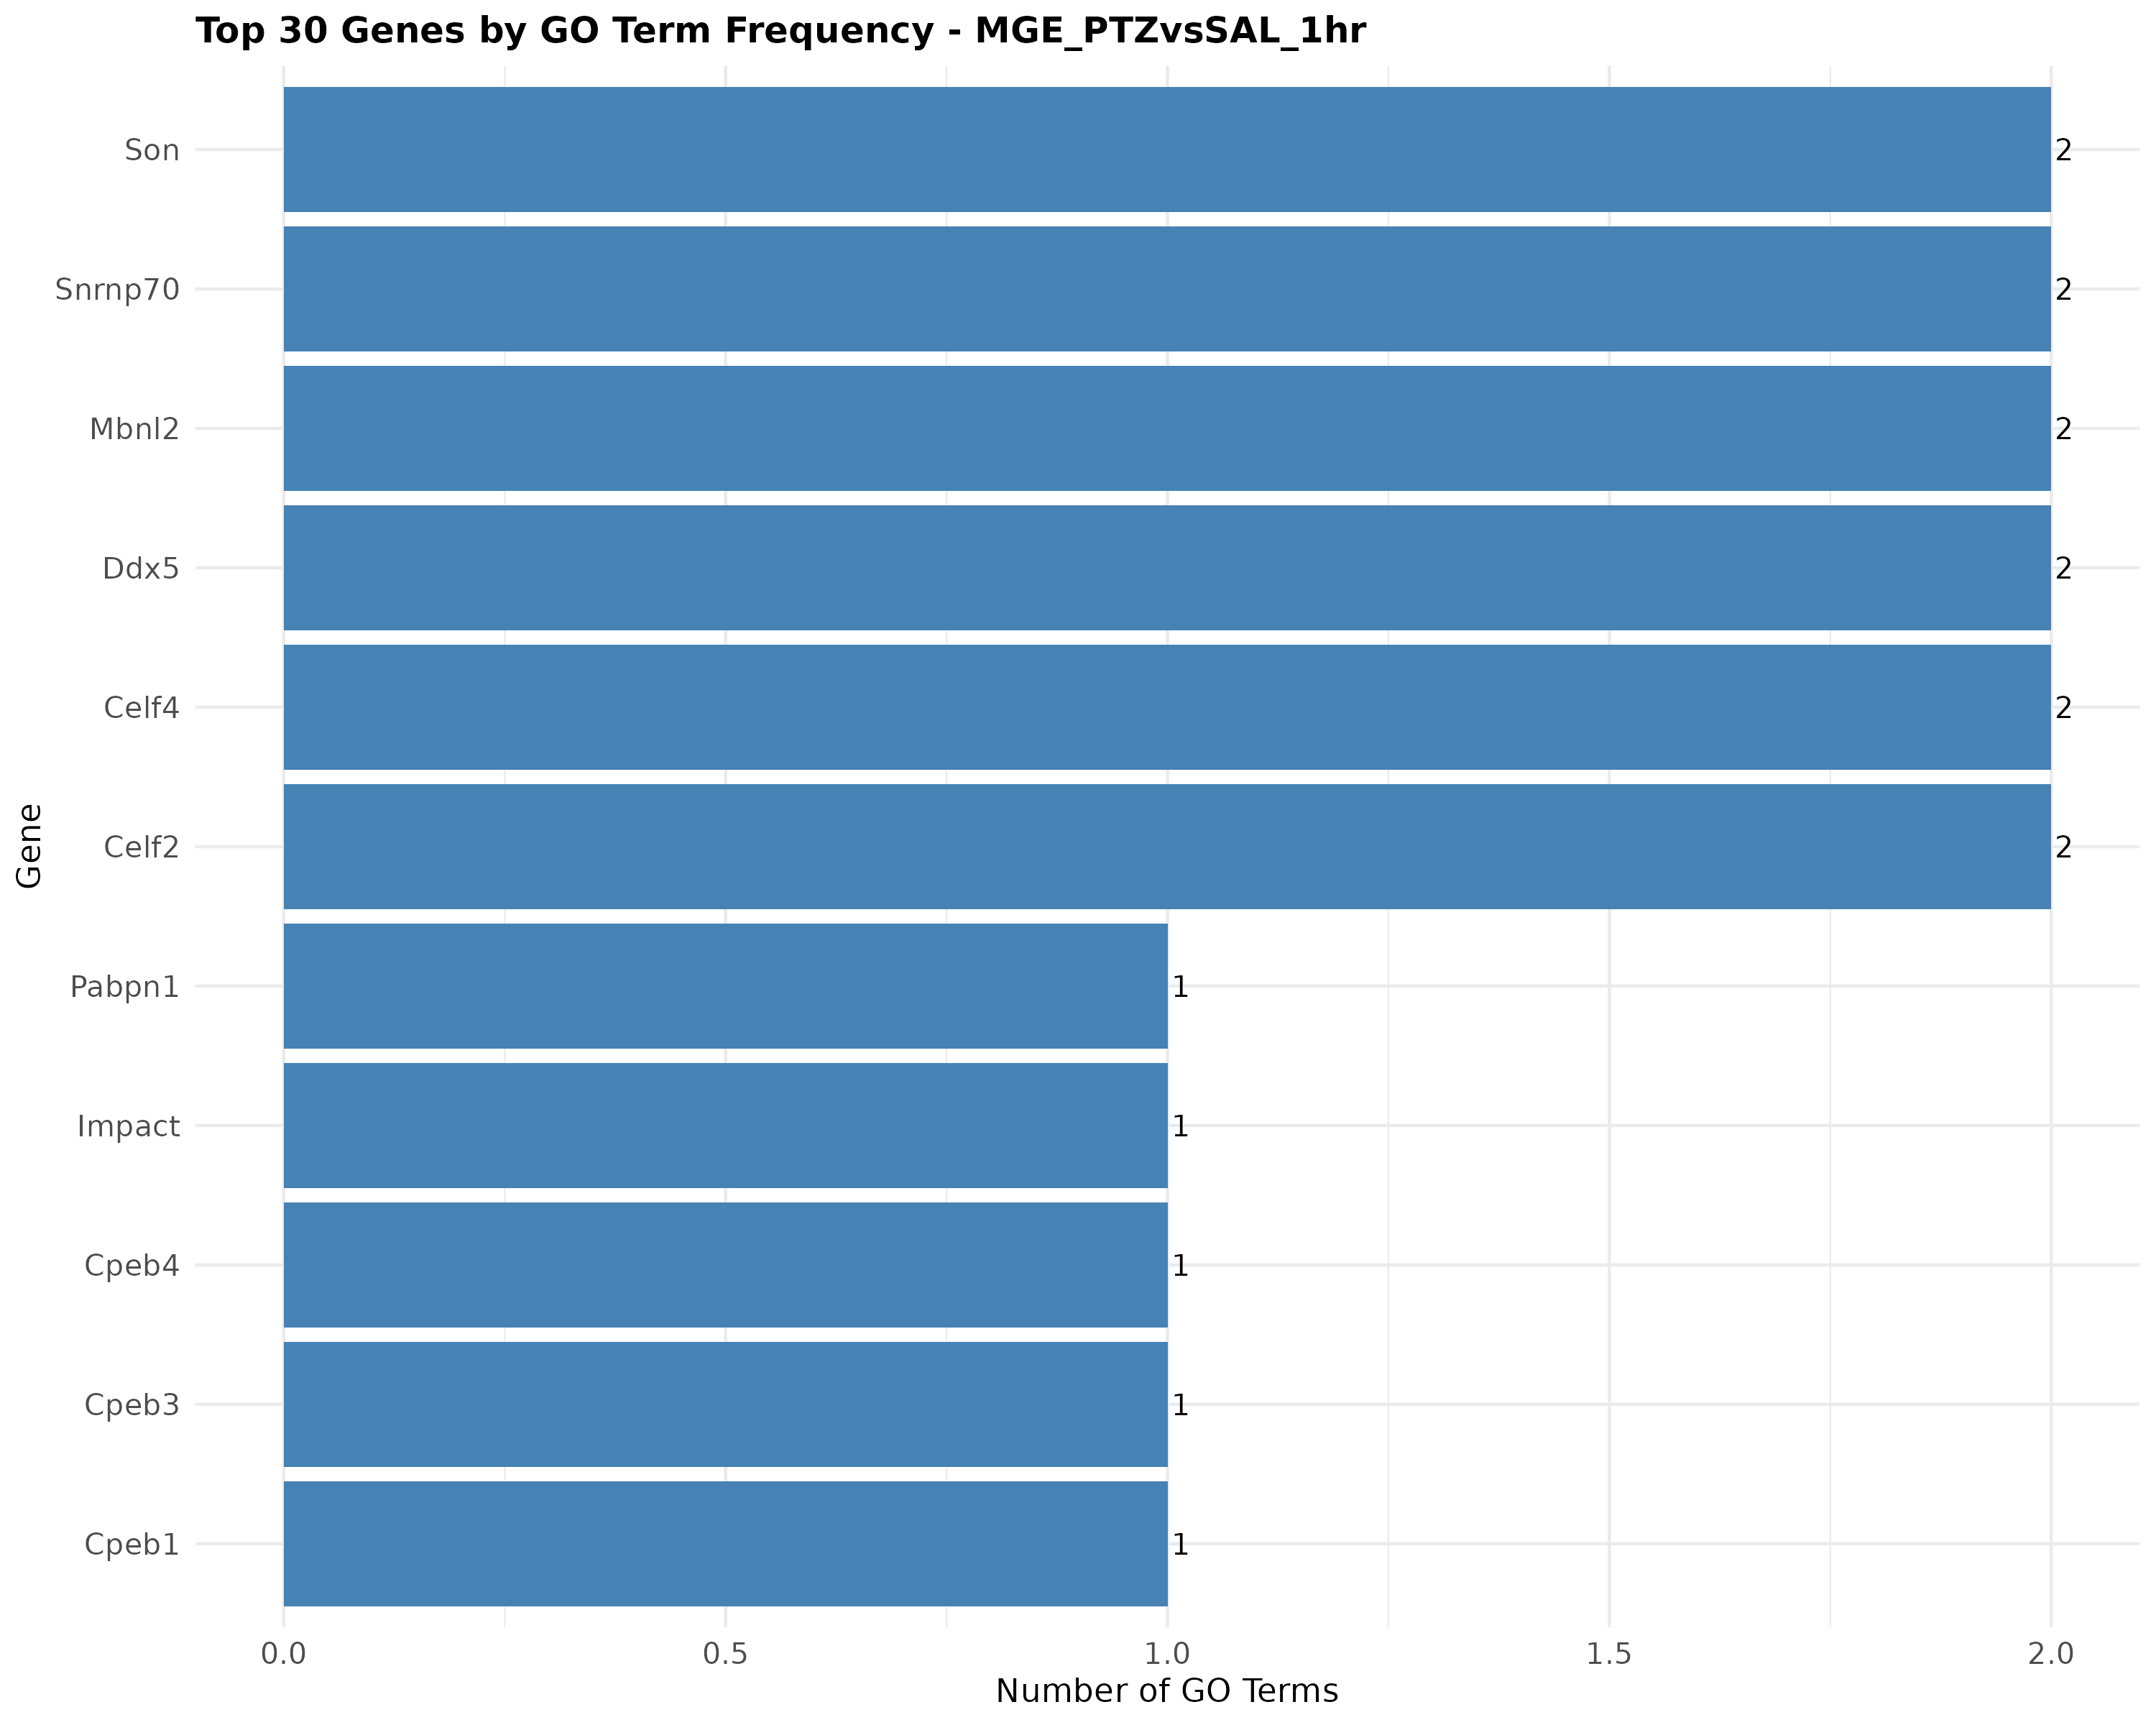 Top 30 Genes by GO Term Frequency - MGE_PTZvsSAL_1hr
Son 2
Snrnp70 2
Mbnl2 2
Ddx5 2
Celf4 2
Celf2 2
Gene
Pabpn1 1
Impact 1
Cpeb4 1
Cpeb3 1
Cpeb1 1
0.0 0.5 1.0 1.5 2.0
Number of GO Terms